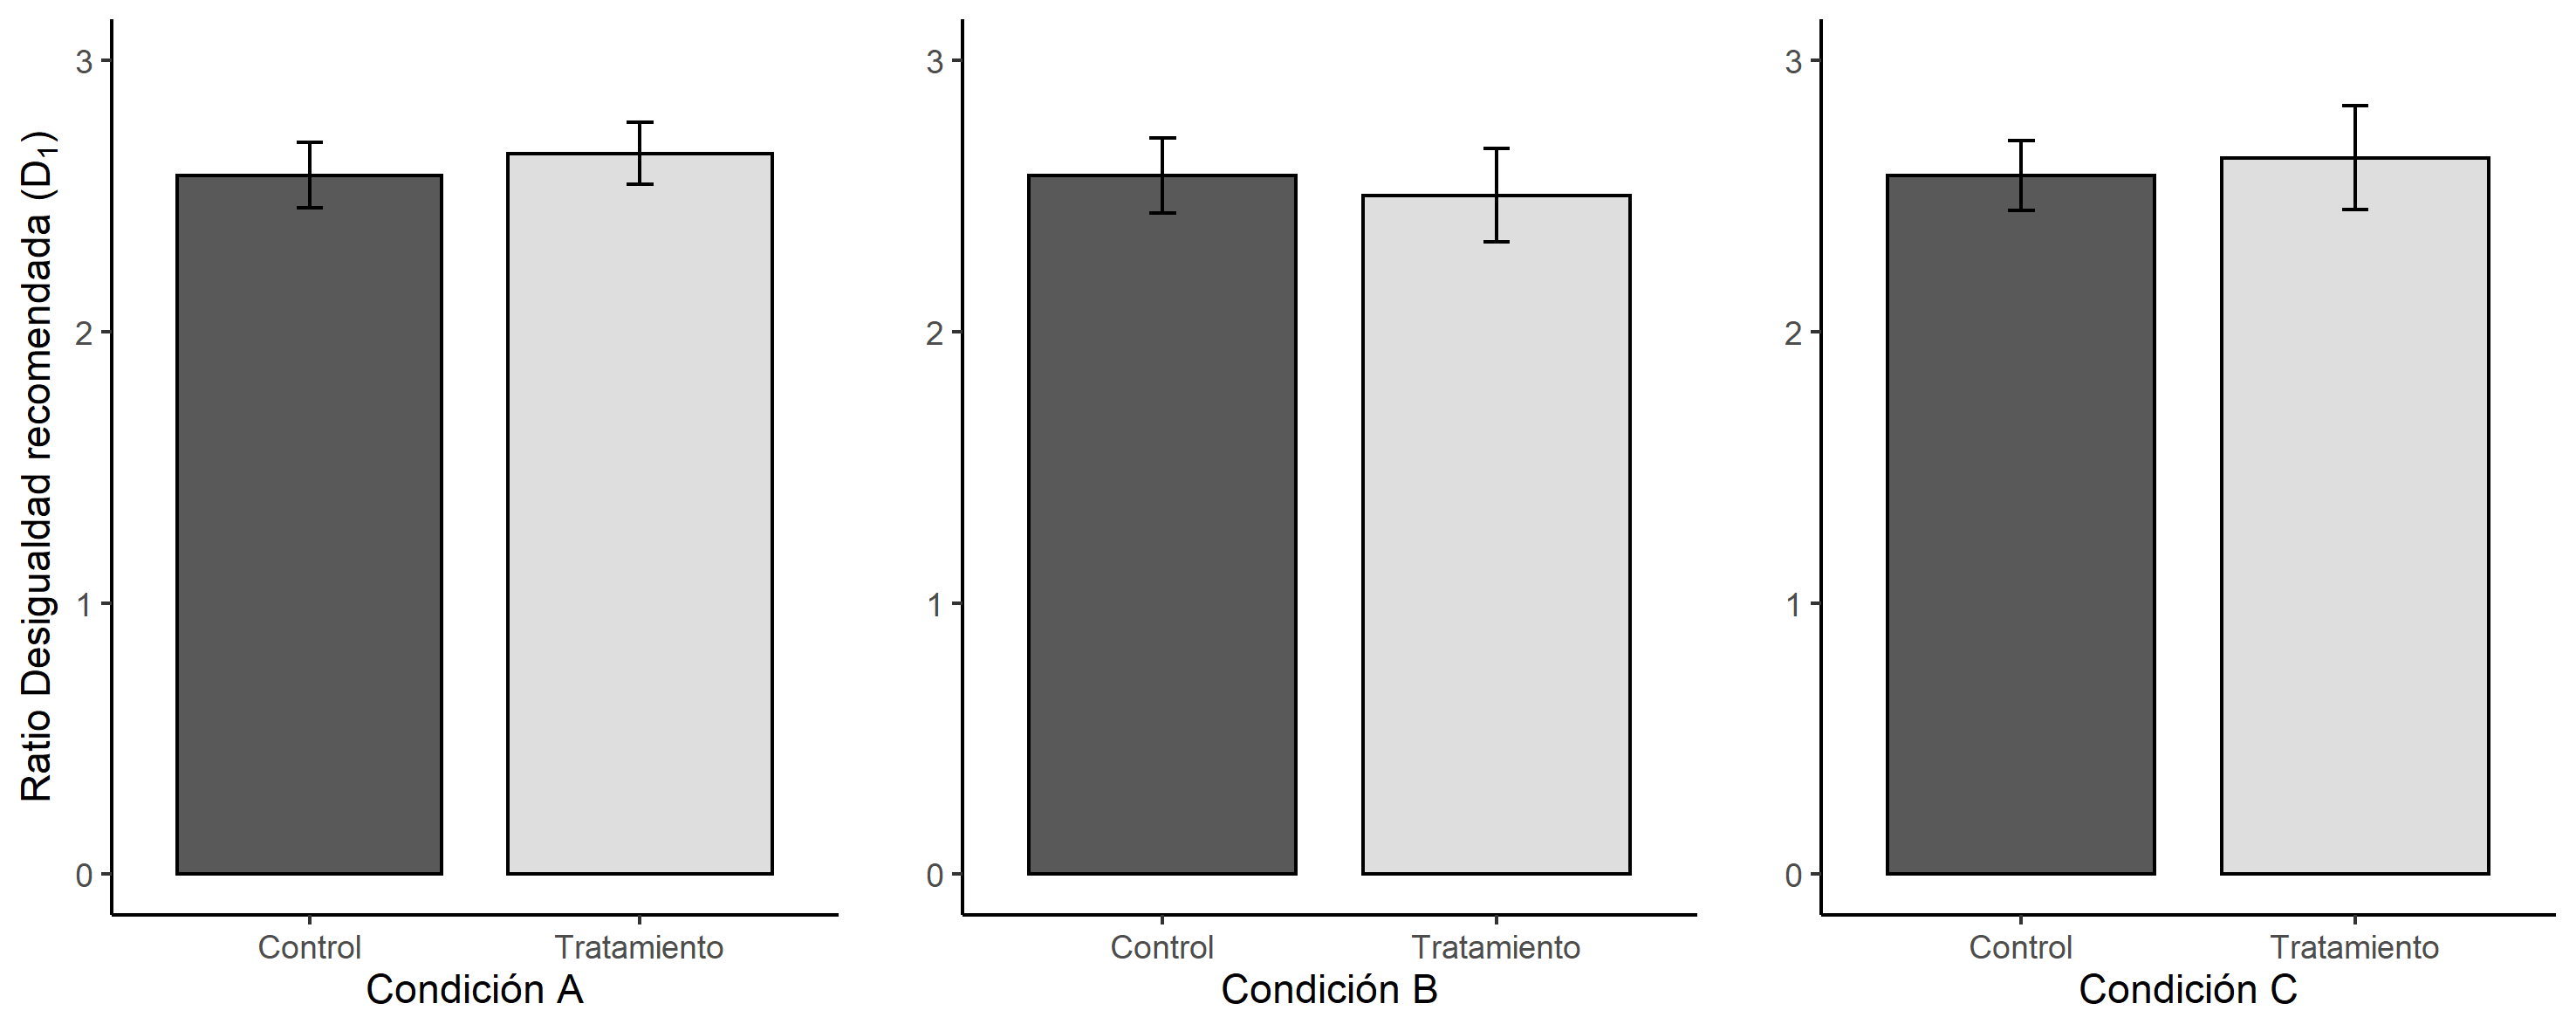 Ratio Desigualdad recomendada (D₁)
3
2
1
0
Control Tratamiento
Condición A
3
2
1
0
Control Tratamiento
Condición B
3
2
1
0
Control Tratamiento
Condición C